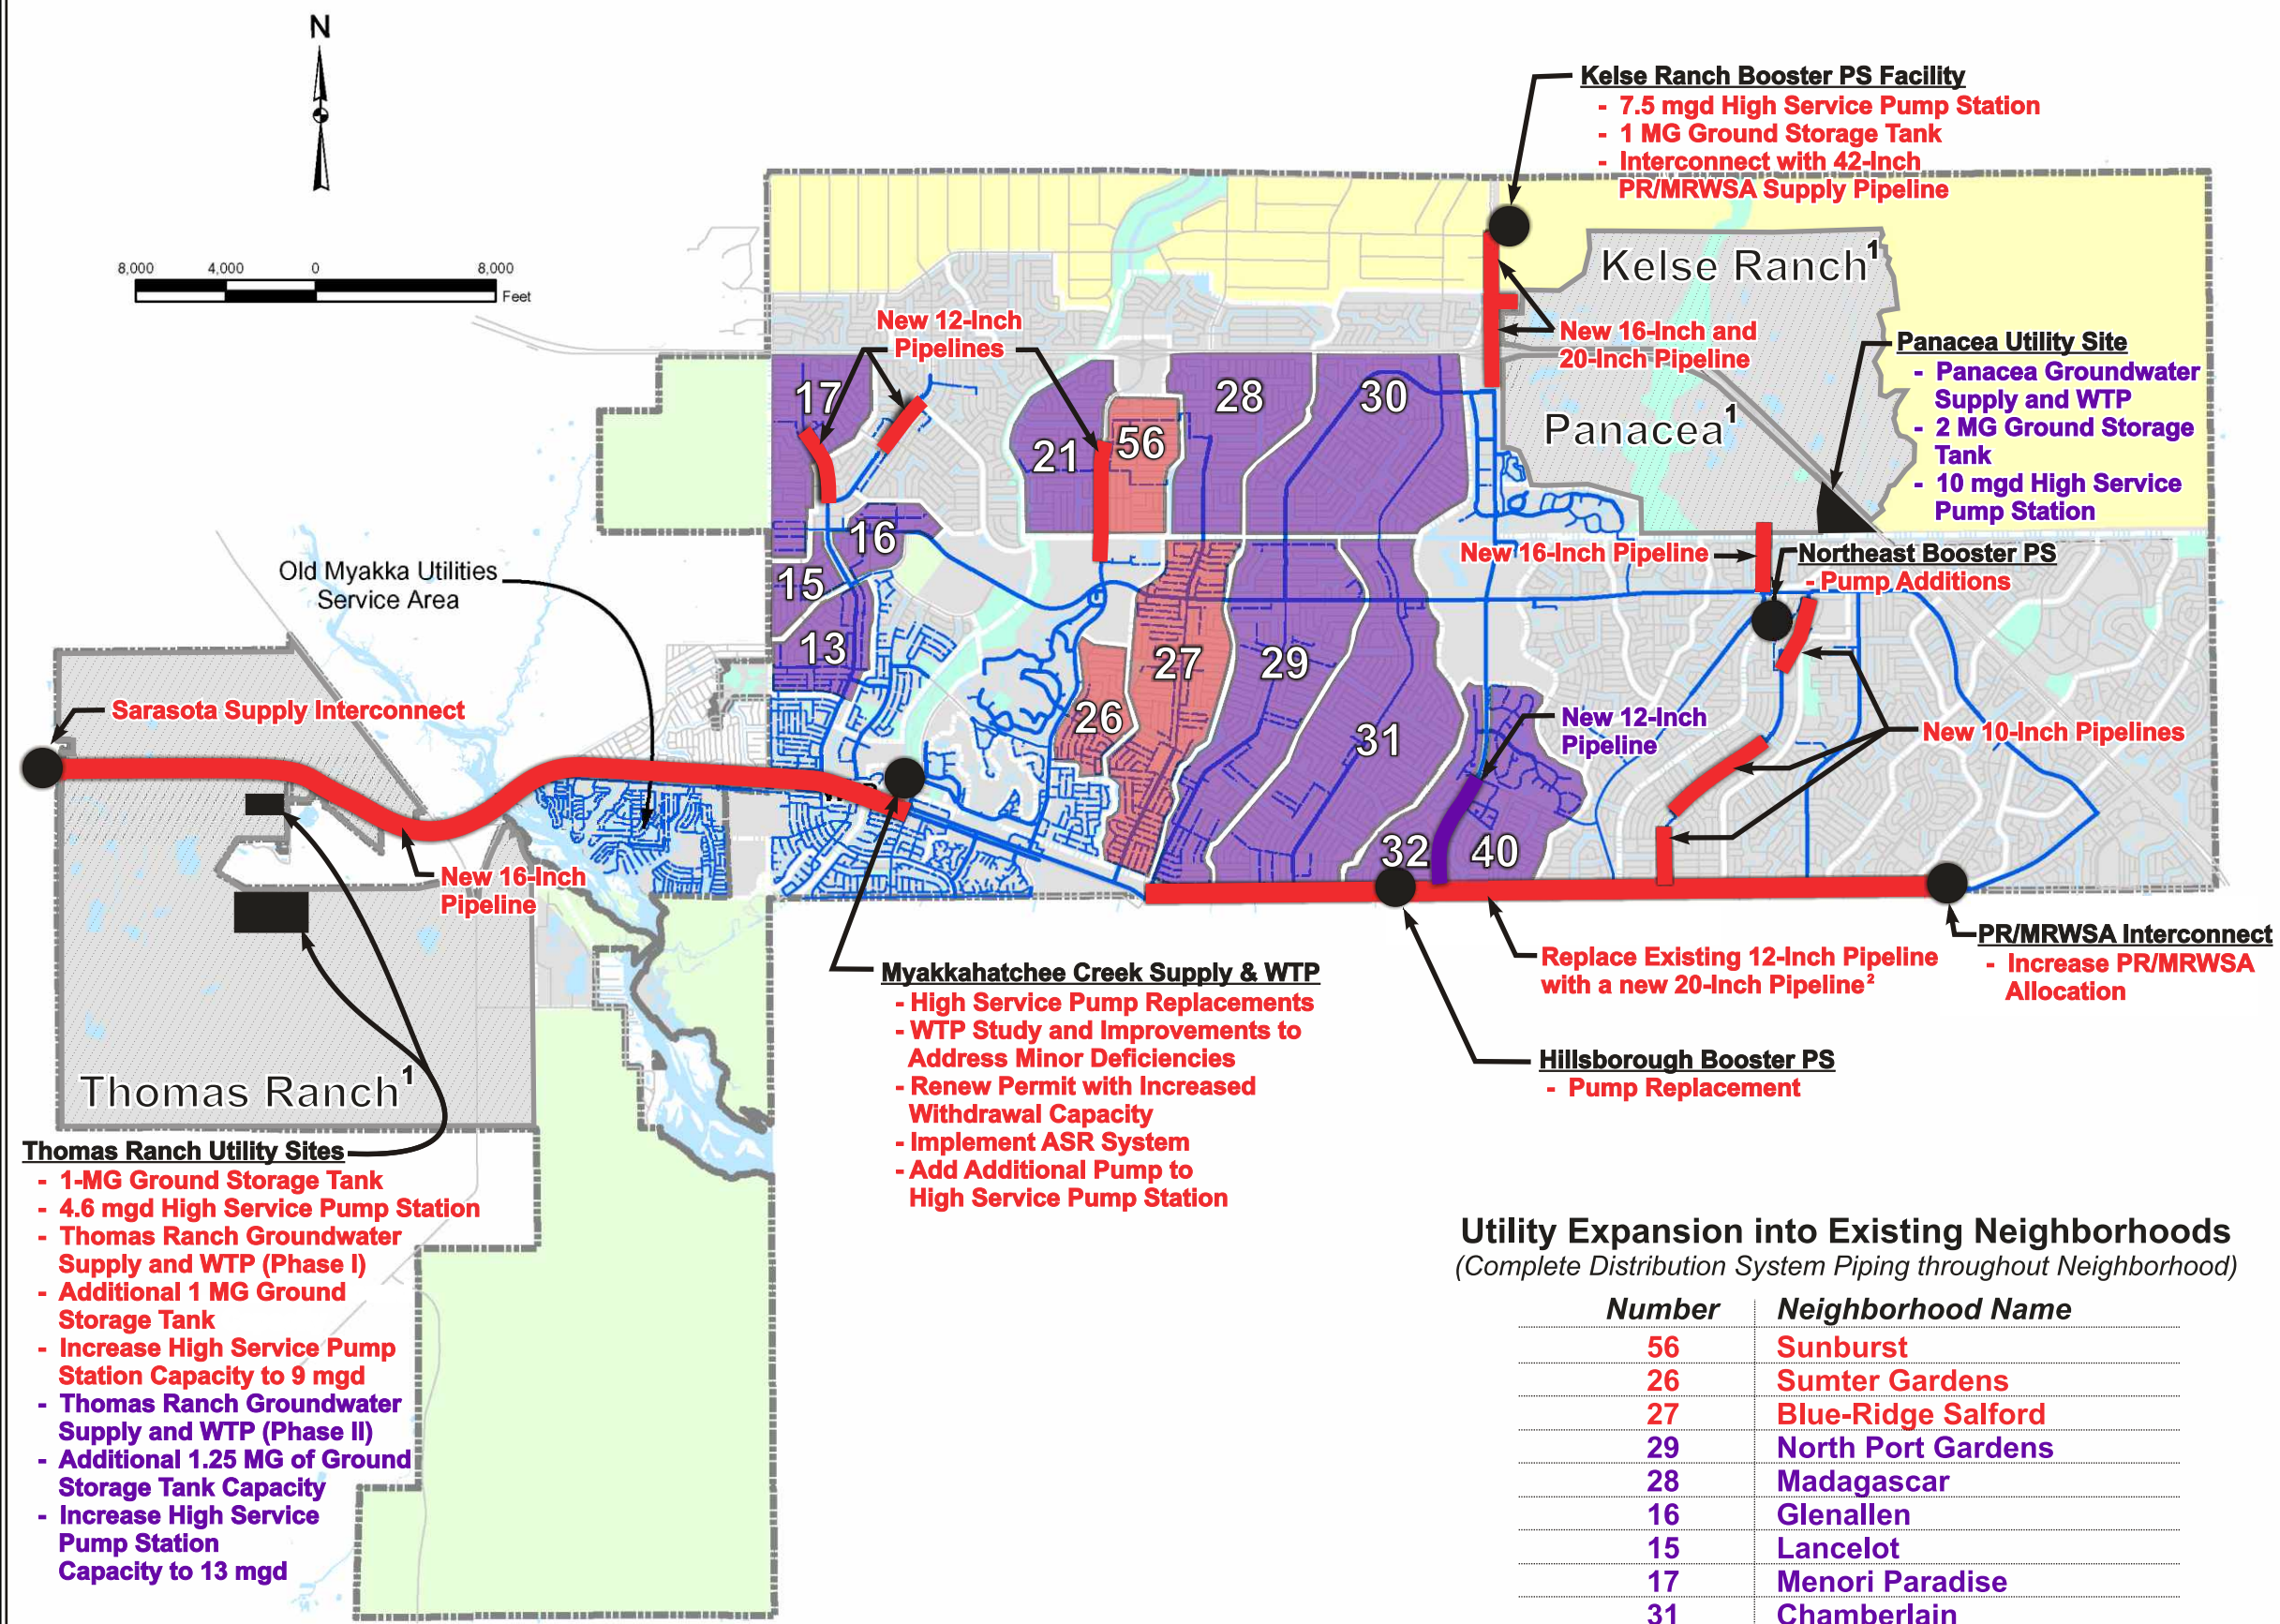 N
8,000 4,000 0 8,000
Feet
Kelse Ranch Booster PS Facility
- 7.5 mgd High Service Pump Station
- 1 MG Ground Storage Tank
- Interconnect with 42-Inch
PR/MRWSA Supply Pipeline
Kelse Ranch¹
New 12-Inch
Pipelines
New 16-Inch and
20-Inch Pipeline
Panacea Utility Site
- Panacea Groundwater
Supply and WTP
- 2 MG Ground Storage
Tank
- 10 mgd High Service
Pump Station
Panacea¹
17
28
30
21
56
16
15
13
New 16-Inch Pipeline
Northeast Booster PS
- Pump Additions
Old Myakka Utilities
Service Area
27
29
26
31
Sarasota Supply Interconnect
New 12-Inch
Pipeline
New 10-Inch Pipelines
32
40
New 16-Inch
Pipeline
Myakkahatchee Creek Supply & WTP
- High Service Pump Replacements
- WTP Study and Improvements to
Address Minor Deficiencies
- Renew Permit with Increased
Withdrawal Capacity
- Implement ASR System
- Add Additional Pump to
High Service Pump Station
Replace Existing 12-Inch Pipeline
with a new 20-Inch Pipeline²
PR/MRWSA Interconnect
- Increase PR/MRWSA
Allocation
Hillsborough Booster PS
- Pump Replacement
Thomas Ranch¹
Thomas Ranch Utility Sites
- 1-MG Ground Storage Tank
- 4.6 mgd High Service Pump Station
- Thomas Ranch Groundwater
Supply and WTP (Phase I)
- Additional 1 MG Ground
Storage Tank
- Increase High Service Pump
Station Capacity to 9 mgd
- Thomas Ranch Groundwater
Supply and WTP (Phase II)
- Additional 1.25 MG of Ground
Storage Tank Capacity
- Increase High Service
Pump Station
Capacity to 13 mgd
Utility Expansion into Existing Neighborhoods
(Complete Distribution System Piping throughout Neighborhood)
Number Neighborhood Name
56 Sunburst
26 Sumter Gardens
27 Blue-Ridge Salford
29 North Port Gardens
28 Madagascar
16 Glenallen
15 Lancelot
17 Menori Paradise
31 Chamberlain